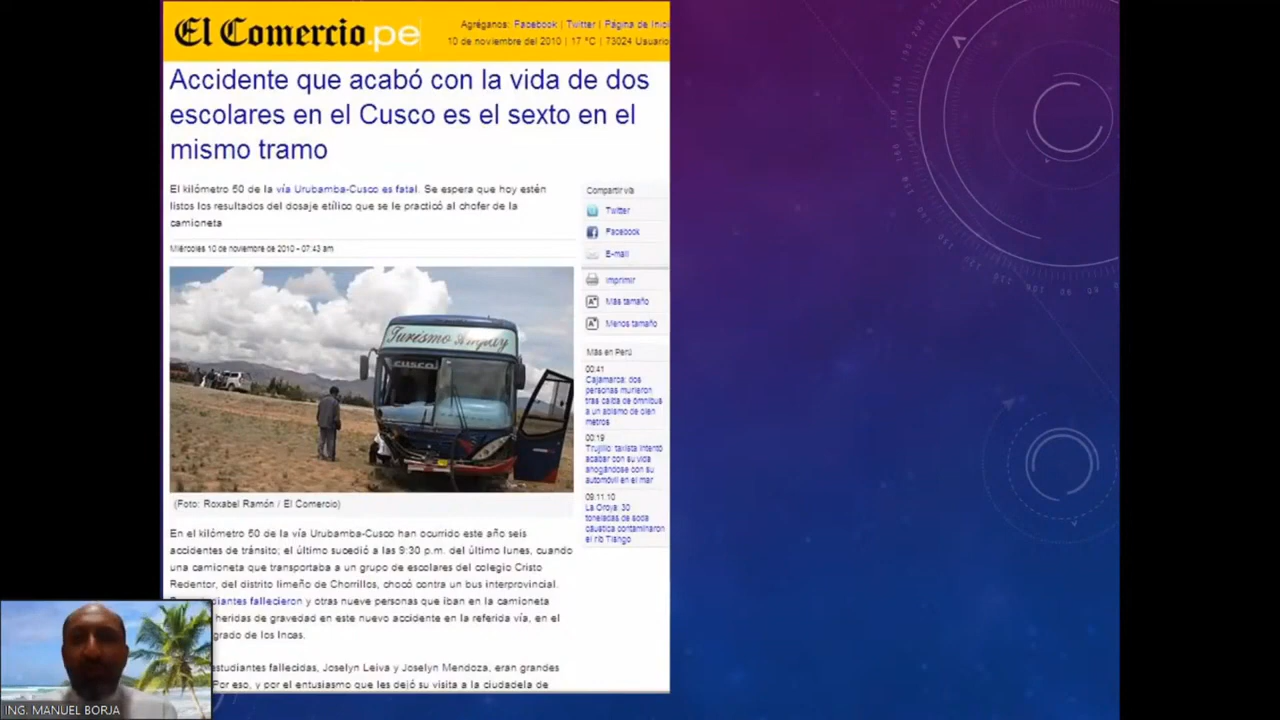 El Comercio.pe
Agréganos: Facebook | Twitter | Página de Inici
10 de noviembre del 2010 | 17 °C | 73024 Usuario
Accidente que acabó con la vida de dos
escolares en el Cusco es el sexto en el
mismo tramo
El kilómetro 50 de la vía Urubamba-Cusco es fatal. Se espera que hoy estén
listos los resultados del dosaje etílico que se le practicó al chofer de la
camioneta
Miércoles 10 de noviembre de 2010 - 07:43 am
Compartir vía
Twitter
Facebook
E-mail
Imprimir
Más tamaño
Menos tamaño
Más en Perú
00:41
Cajamarca: dos
personas murieron
tras caída de ómnibus
a un abismo de cien
metros
00:19
Trujillo: taxista intentó
acabar con su vida
ahogándose con su
automóvil en el mar
09.11.10
La Oroya: 30
toneladas de soda
cáustica contaminaron
el río Tishgo
Turismo
CUSCO
(Foto: Roxabel Ramón / El Comercio)
En el kilómetro 50 de la vía Urubamba-Cusco han ocurrido este año seis
accidentes de tránsito; el último sucedió a las 9:30 p.m. del último lunes, cuando
una camioneta que transportaba a un grupo de escolares del colegio Cristo
Redentor, del distrito limeño de Chorrillos, chocó contra un bus interprovincial.
diantes fallecieron y otras nueve personas que iban en la camioneta
heridas de gravedad en este nuevo accidente en la referida vía, en el
grado de los Incas.
studiantes fallecidas, Joselyn Leiva y Joselyn Mendoza, eran grandes
Por eso, y por el entusiasmo que les dejó su visita a la ciudadela de
ING. MANUEL BORJA